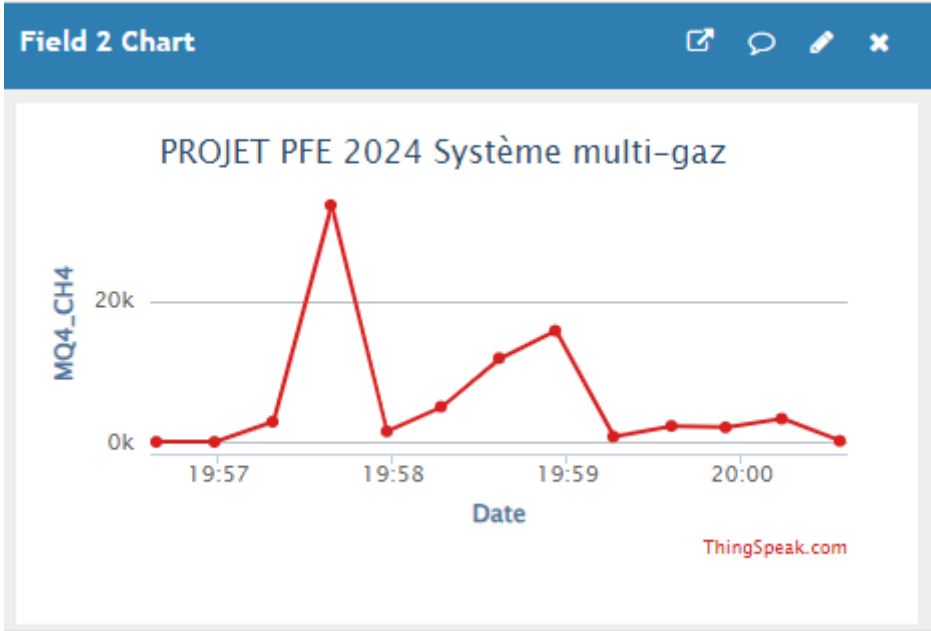 Field 2 Chart
PROJET PFE 2024 Système multi-gaz
MQ4_CH4
20k
0k
19:57
19:58
19:59
20:00
Date
ThingSpeak.com